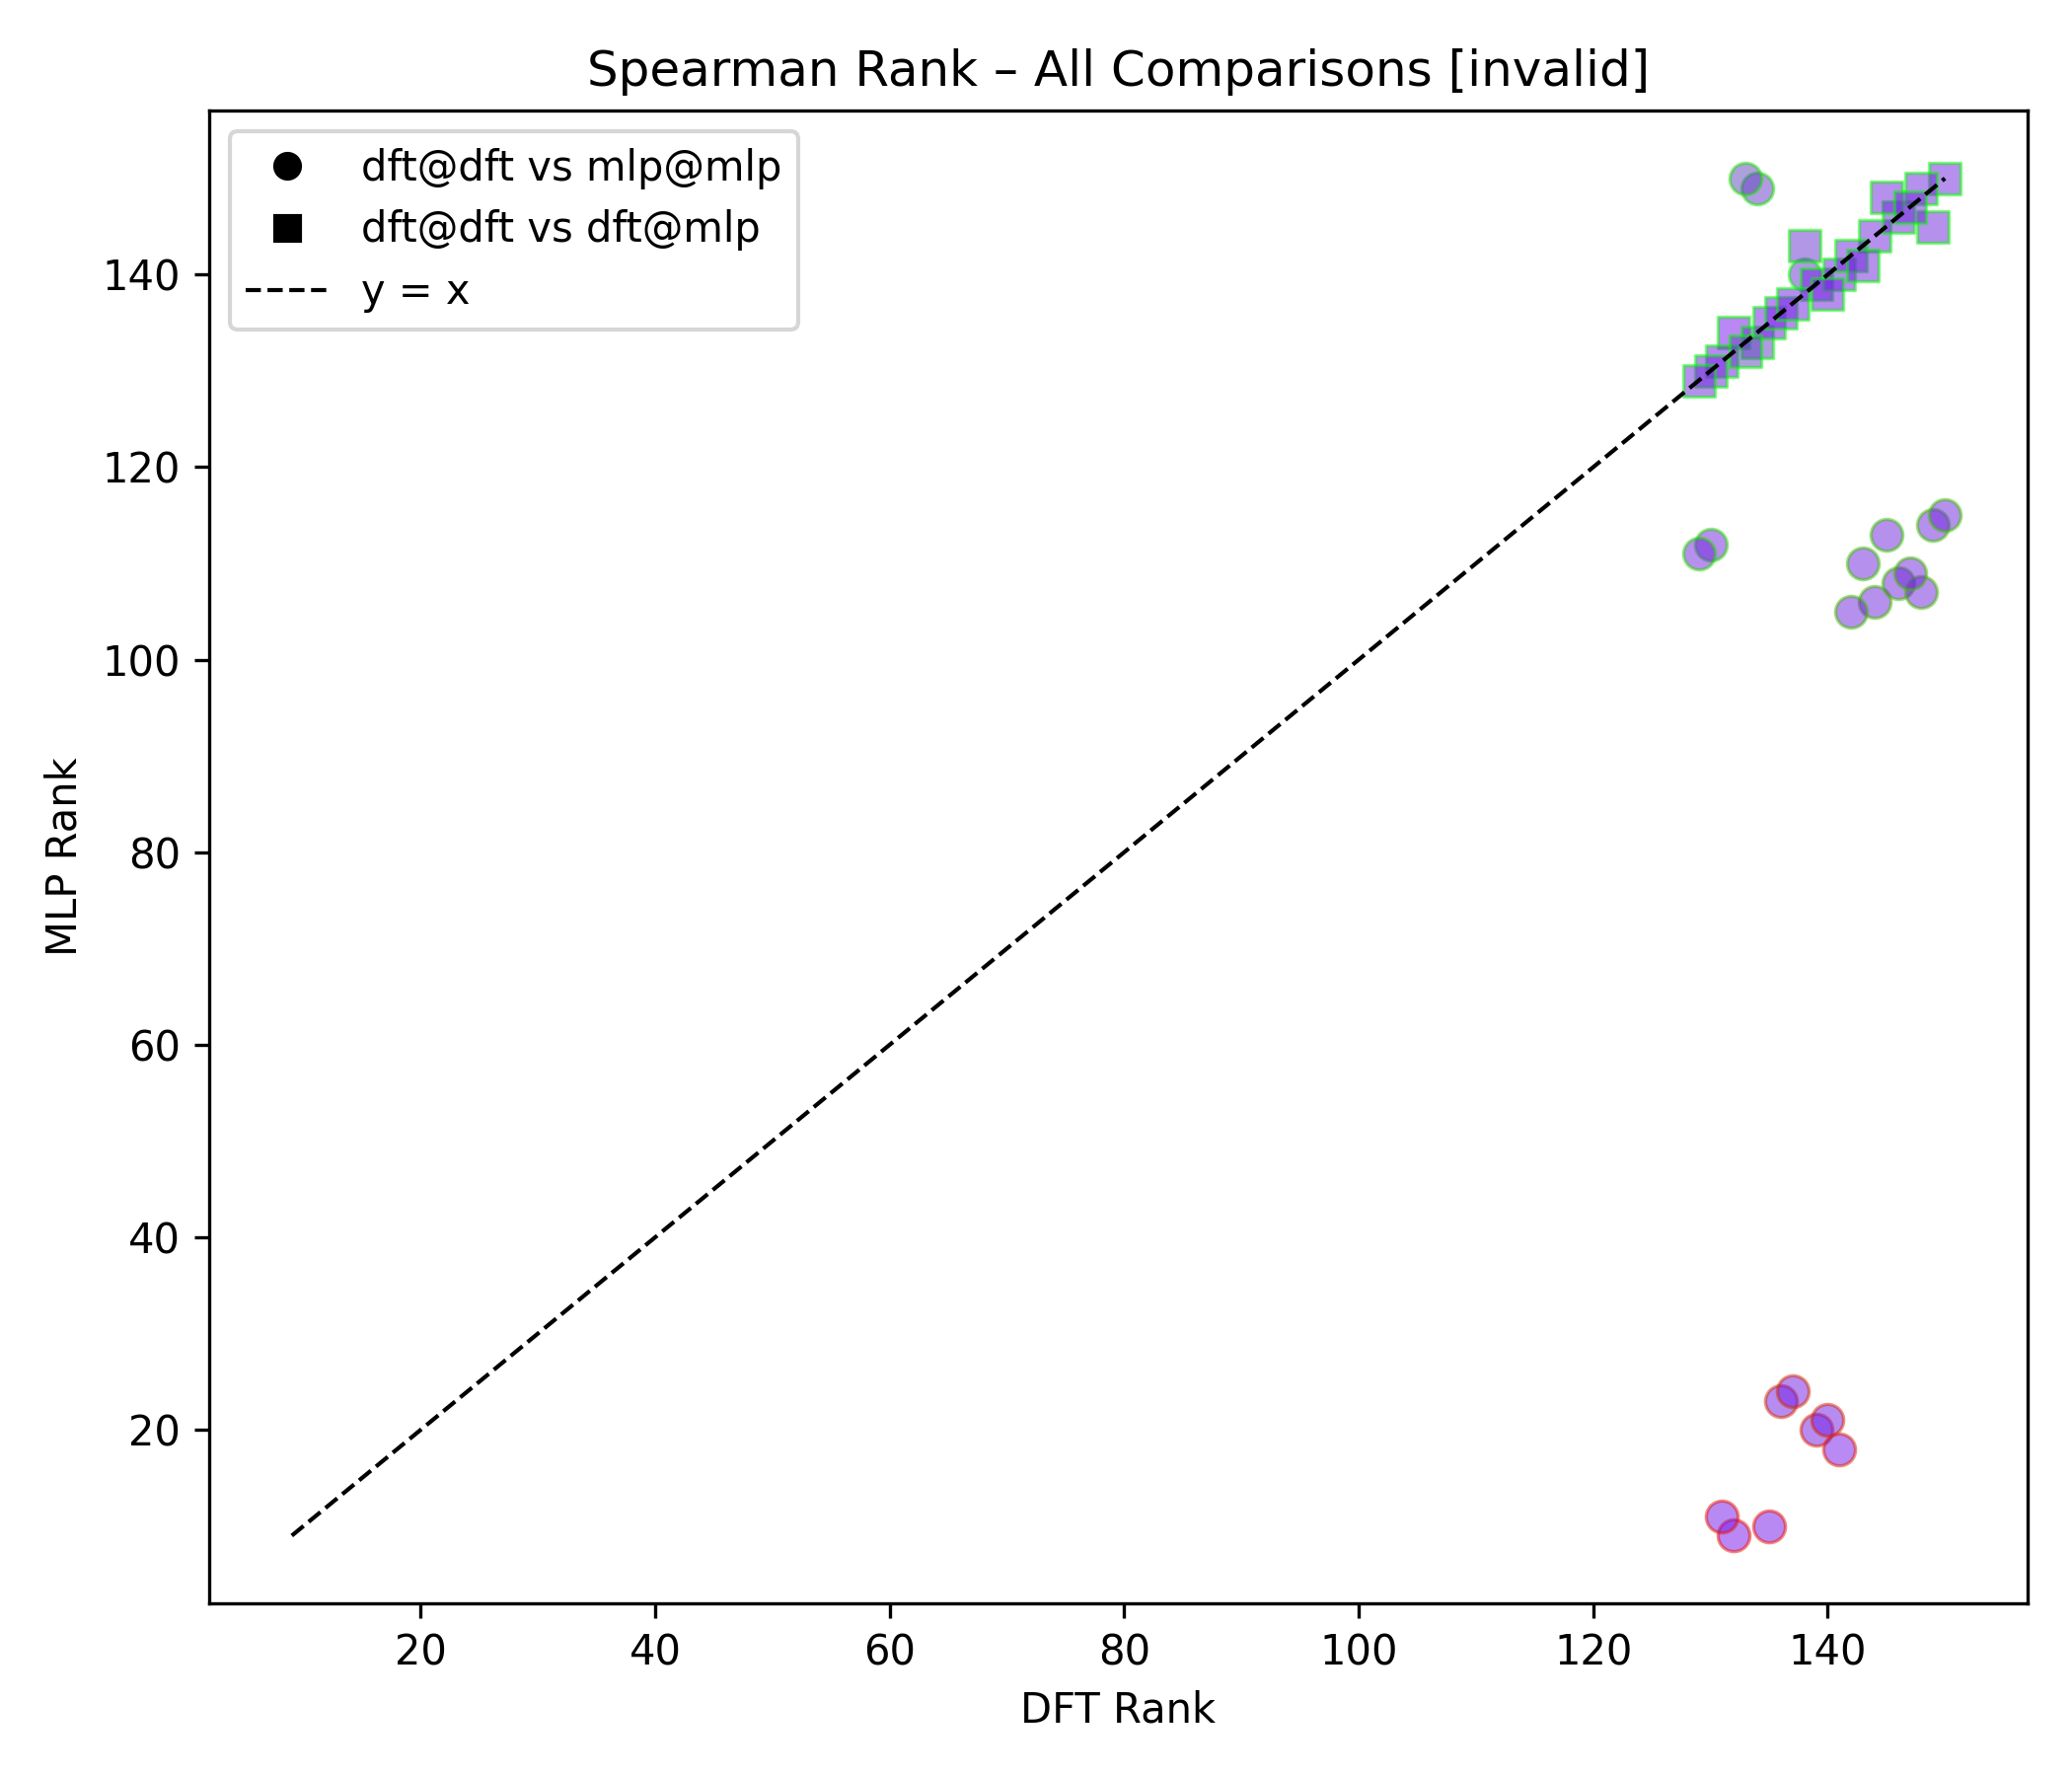 Spearman Rank – All Comparisons [invalid]
dft@dft vs mlp@mlp
dft@dft vs dft@mlp
y = x
MLP Rank
140
120
100
80
60
40
20
20 40 60 80 100 120 140
DFT Rank